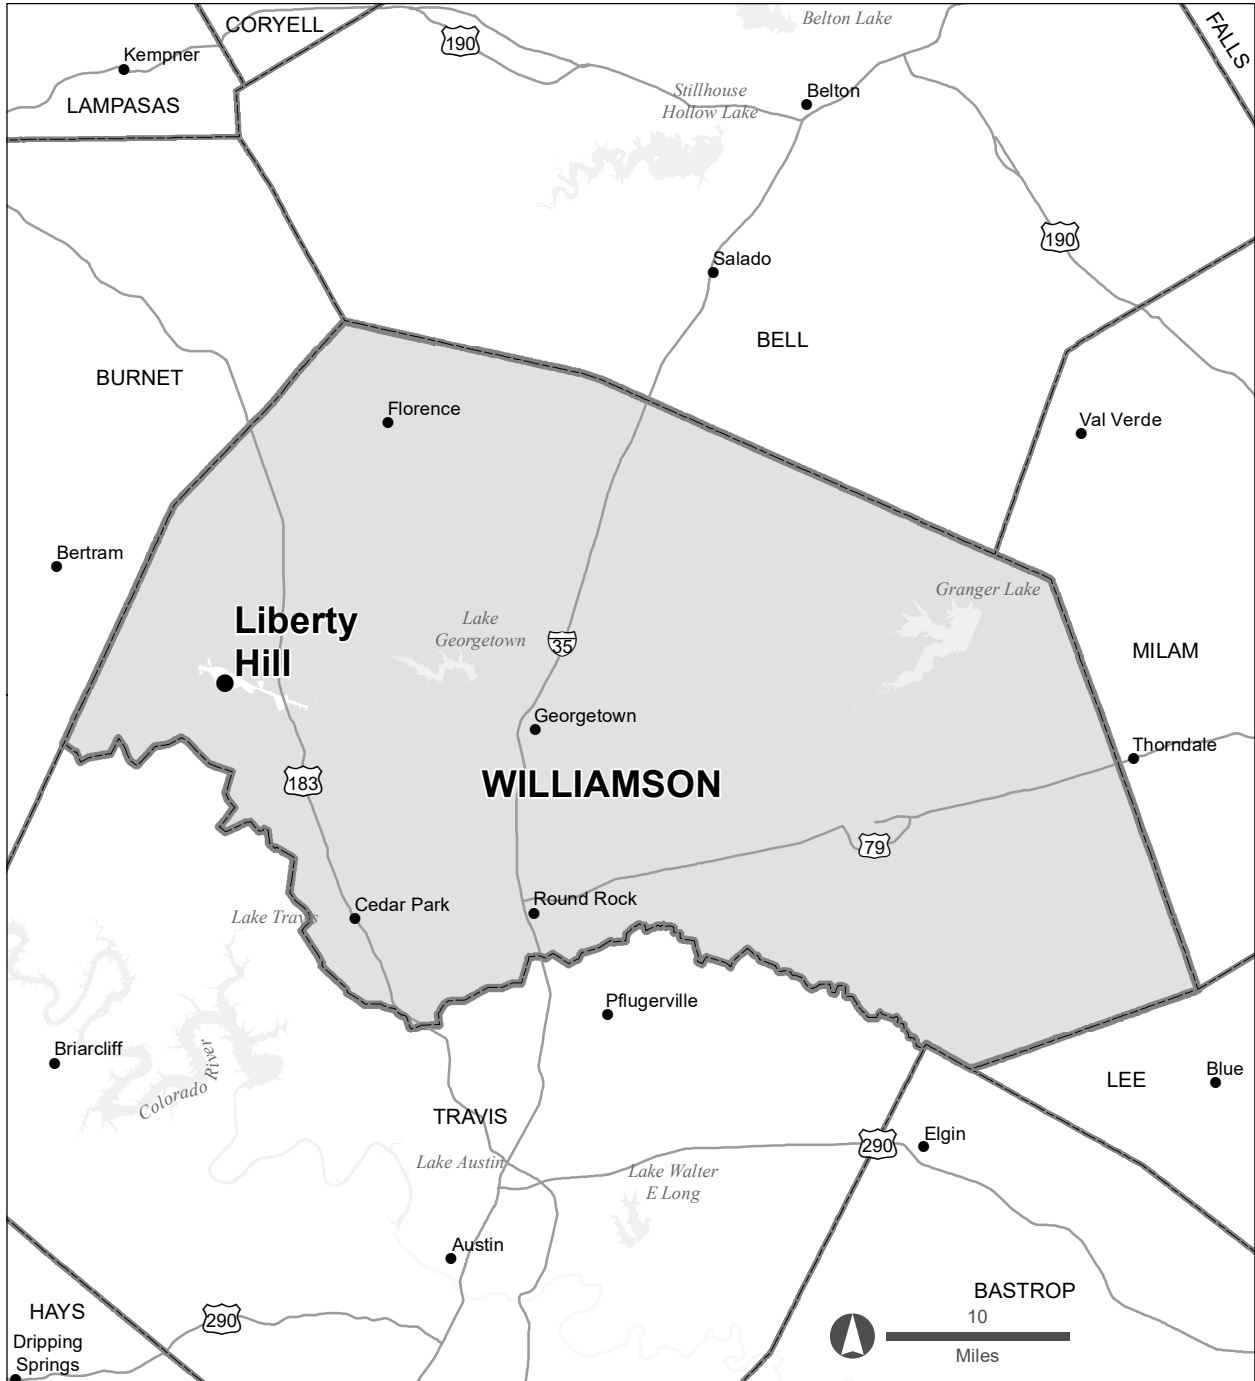 CORYELL
Belton Lake
FALLS
190
Kempner
Stillhouse
Hollow Lake
Belton
LAMPASAS
190
Salado
BELL
BURNET
Florence
Val Verde
Bertram
Granger Lake
Liberty
Hill
Lake
Georgetown
35
MILAM
Georgetown
Thorndale
183
WILLIAMSON
79
Cedar Park
Round Rock
Lake Travis
Pflugerville
Briarcliff
Colorado River
LEE
Blue
TRAVIS
Elgin
290
Lake Austin
Lake Walter
E Long
Austin
BASTROP
HAYS
290
10
Miles
Dripping
Springs